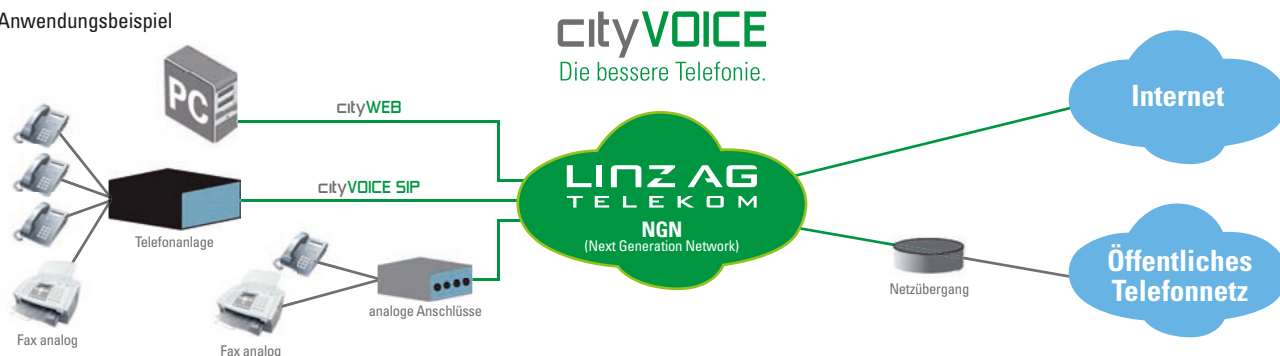 Anwendungsbeispiel
cityVOICE
Die bessere Telefonie.
PC
cityWEB
Internet
LINZ AG
TELEKOM
NGN
(Next Generation Network)
cityVOICE SIP
Telefonanlage
Öffentliches
Telefonnetz
Netzübergang
analoge Anschlüsse
Fax analog
Fax analog